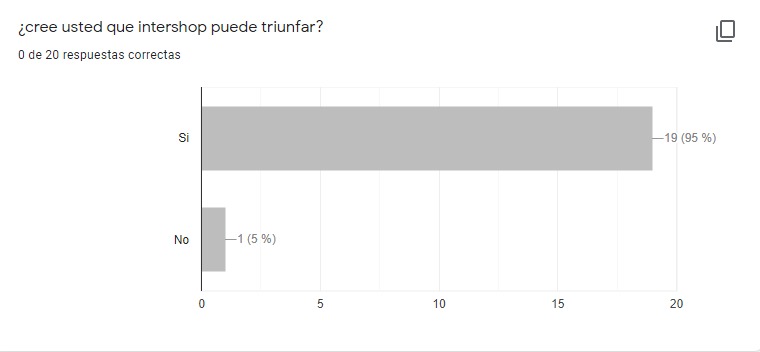 ¿cree usted que intershop puede triunfar?
0 de 20 respuestas correctas
Si
19 (95 %)
No
1 (5 %)
0 5 10 15 20